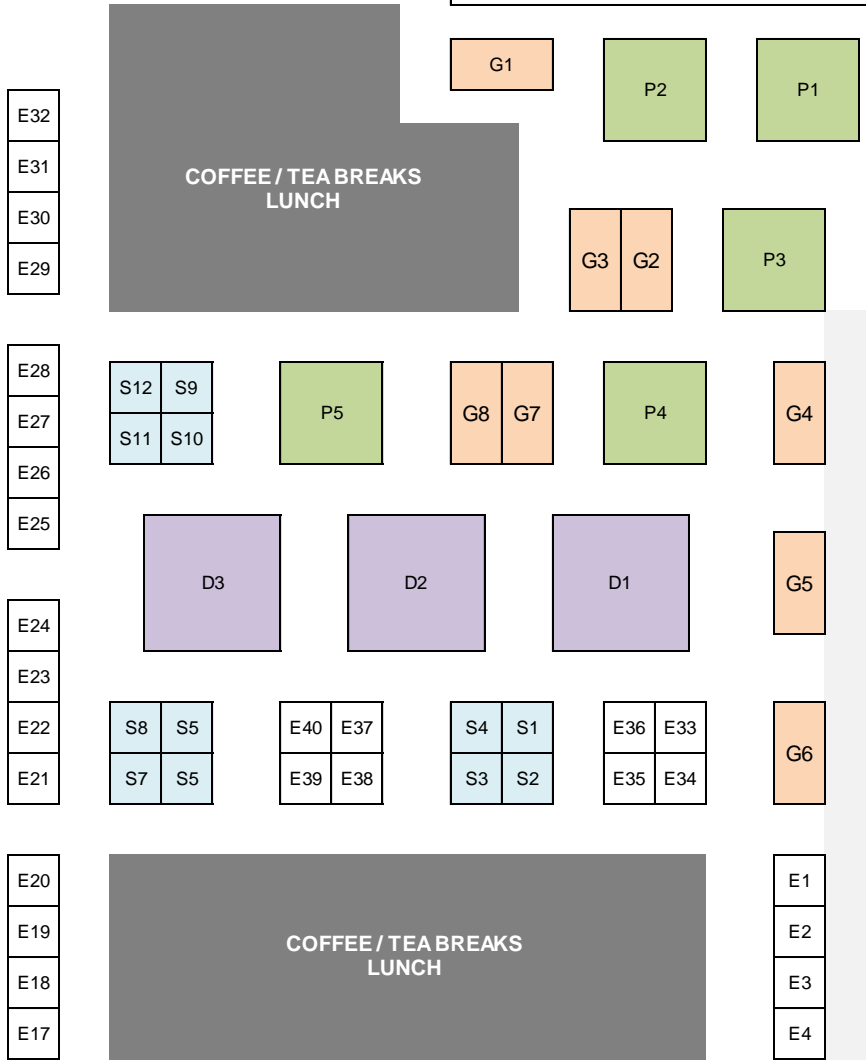 G1
P2
P1
E32
E31
E30
E29
COFFEE / TEA BREAKS
LUNCH
G3 G2
P3
E28
E27
E26
E25
S12 S9
S11 S10
P5
G8 G7
P4
G4
D3
D2
D1
G5
E24
E23
E22
E21
S8 S5
S7 S5
E40 E37
E39 E38
S4 S1
S3 S2
E36 E33
E35 E34
G6
E20
E19
E18
E17
COFFEE / TEA BREAKS
LUNCH
E1
E2
E3
E4